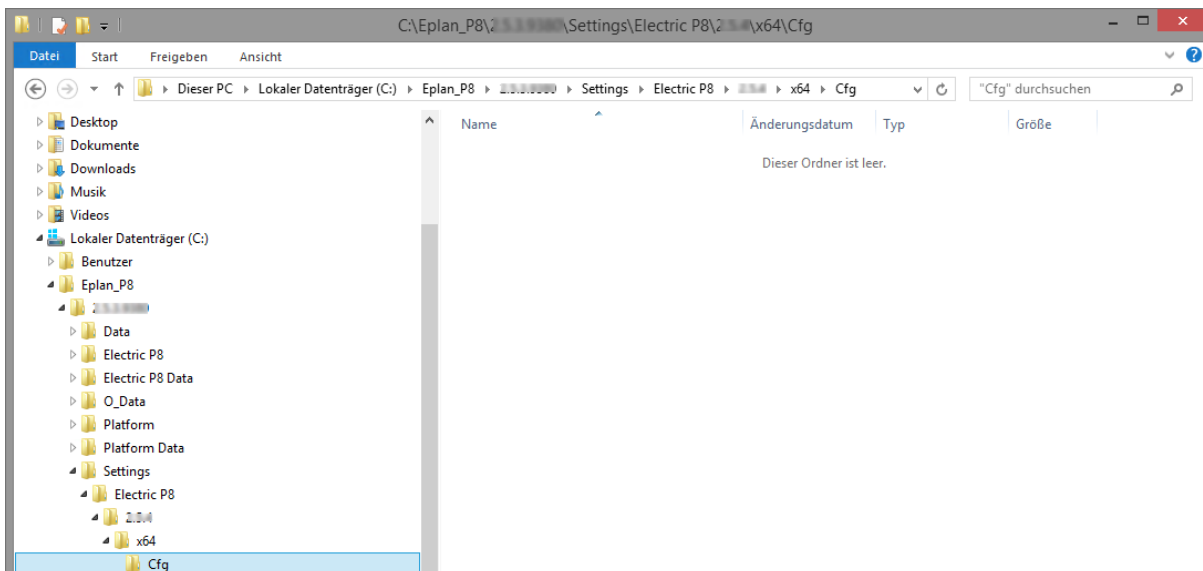 C:\Eplan_P8\ \Settings\Electric P8\ \x64\Cfg
Datei Start Freigeben Ansicht
Dieser PC Lokaler Datenträger (C:) Eplan_P8 Settings Electric P8 x64 Cfg "Cfg" durchsuchen
Name Änderungsdatum Typ Größe
Dieser Ordner ist leer.
Desktop
Dokumente
Downloads
Musik
Videos
Lokaler Datenträger (C:)
Benutzer
Eplan_P8
Data
Electric P8
Electric P8 Data
O_Data
Platform
Platform Data
Settings
Electric P8
x64
Cfg